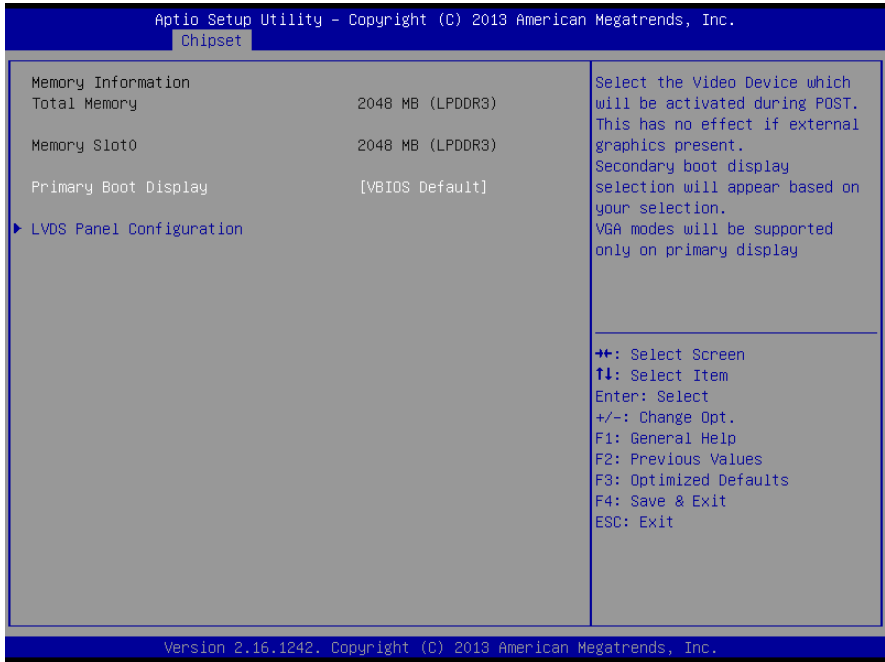 Aptio Setup Utility – Copyright (C) 2013 American Megatrends, Inc.
Chipset
Memory Information
Total Memory 2048 MB (LPDDR3)
Memory Slot0 2048 MB (LPDDR3)
Primary Boot Display [VBIOS Default]
▶ LVDS Panel Configuration
Select the Video Device which
will be activated during POST.
This has no effect if external
graphics present.
Secondary boot display
selection will appear based on
your selection.
VGA modes will be supported
only on primary display
→←: Select Screen
↑↓: Select Item
Enter: Select
+/-: Change Opt.
F1: General Help
F2: Previous Values
F3: Optimized Defaults
F4: Save & Exit
ESC: Exit
Version 2.16.1242. Copyright (C) 2013 American Megatrends, Inc.